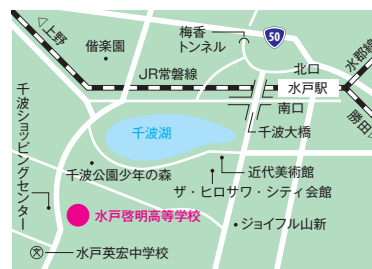 △上野
偕楽園
梅香
トンネル
50
水郡線
北口
JR常磐線
水戸駅
南口
勝田
千波湖
千波大橋
千波ショッピングセンター
千波公園少年の森
近代美術館
ザ・ヒロサワ・シティ会館
水戸啓明高等学校
ジョイフル山新
文
水戸英宏中学校